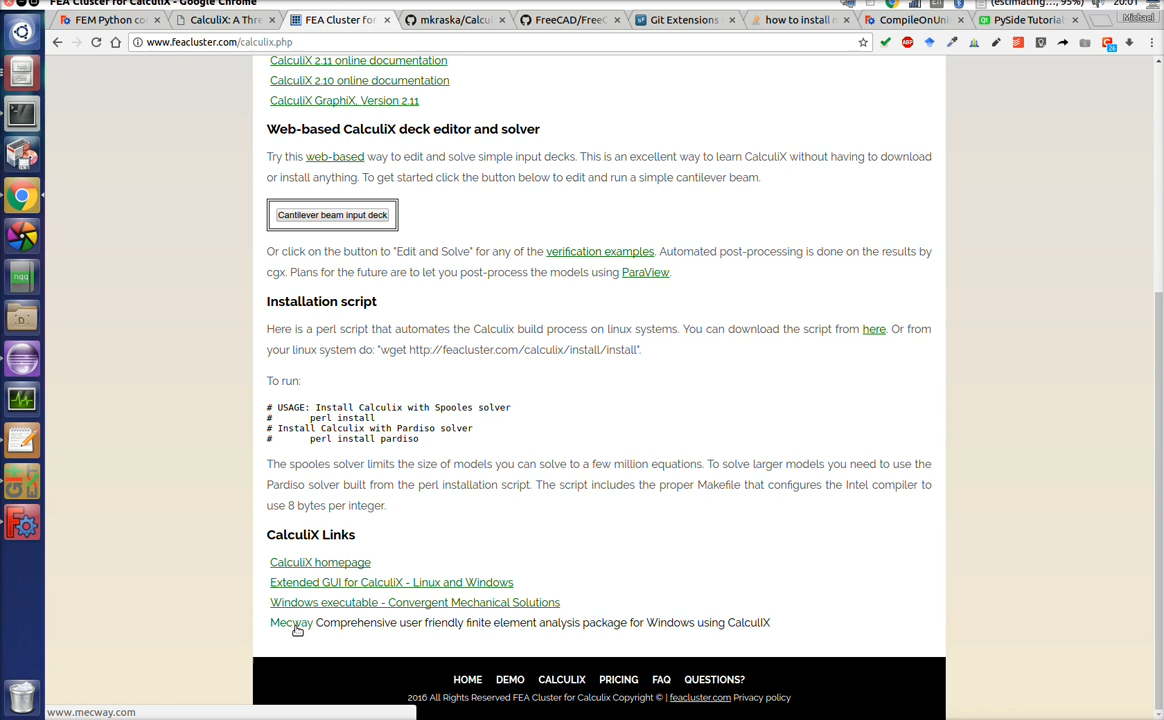 FEA Cluster for CalculiX - Google Chrome
(estimating..., 95%)
20:01
FEM Python co
CalculiX: A Thre
FEA Cluster for
mkraska/Calcu
FreeCAD/Free
Git Extensions
how to install n
CompileOnUni
PySide Tutorial
Michael
www.feacluster.com/calculix.php
CalculiX 2.11 online documentation
CalculiX 2.10 online documentation
CalculiX GraphiX, Version 2.11
Web-based CalculiX deck editor and solver
Try this web-based way to edit and solve simple input decks. This is an excellent way to learn CalculiX without having to download
or install anything. To get started click the button below to edit and run a simple cantilever beam.
Cantilever beam input deck
Or click on the button to "Edit and Solve" for any of the verification examples. Automated post-processing is done on the results by
cgx. Plans for the future are to let you post-process the models using ParaView.
Installation script
Here is a perl script that automates the Calculix build process on linux systems. You can download the script from here. Or from
your linux system do: "wget http://feacluster.com/calculix/install/install".
To run:
# USAGE: Install Calculix with Spooles solver
# perl install
# Install Calculix with Pardiso solver
# perl install pardiso
The spooles solver limits the size of models you can solve to a few million equations. To solve larger models you need to use the
Pardiso solver built from the perl installation script. The script includes the proper Makefile that configures the Intel compiler to
use 8 bytes per integer.
CalculiX Links
CalculiX homepage
Extended GUI for CalculiX - Linux and Windows
Windows executable - Convergent Mechanical Solutions
Mecway Comprehensive user friendly finite element analysis package for Windows using CalculIX
HOME DEMO CALCULIX PRICING FAQ QUESTIONS?
2016 All Rights Reserved FEA Cluster for Calculix Copyright © | feacluster.com Privacy policy
www.mecway.com